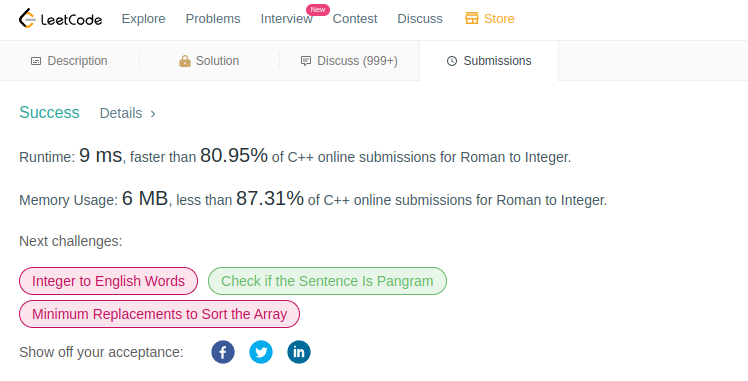 LeetCode Explore Problems Interview New Contest Discuss Store
Description Solution Discuss (999+) Submissions
Success Details >
Runtime: 9 ms, faster than 80.95% of C++ online submissions for Roman to Integer.
Memory Usage: 6 MB, less than 87.31% of C++ online submissions for Roman to Integer.
Next challenges:
Integer to English Words Check if the Sentence Is Pangram
Minimum Replacements to Sort the Array
Show off your acceptance: f in